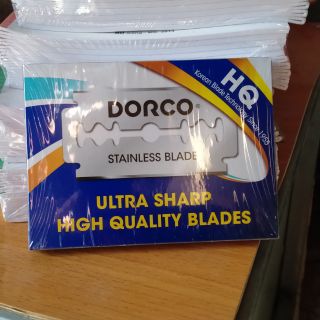 HQ
Korean Blade Technology Since 1955
DORCO®
STAINLESS BLADE
ULTRA SHARP
HIGH QUALITY BLADES